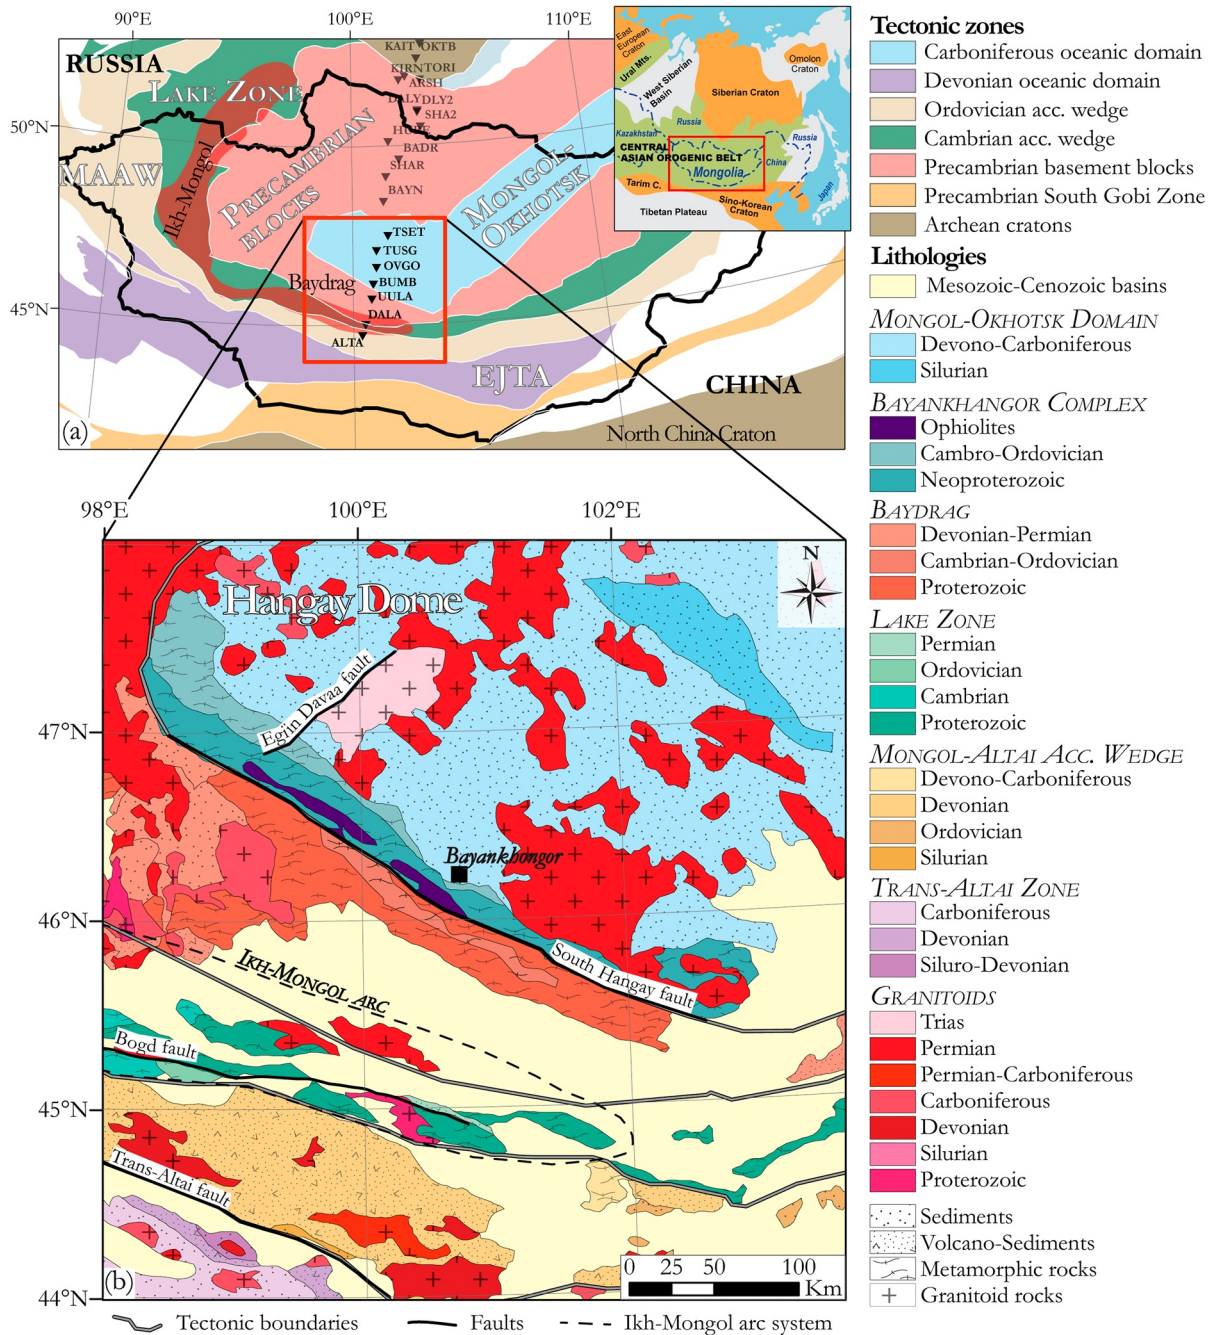 90°E
100°E
110°E
RUSSIA
LAKE ZONE
50°N
MAAW
Ikh-Mongol
PRECAMBRIAN
BLOCKS
MONGOL-
OKHOTSK
KAIT
OKTB
KIRN
TORI
ARSH
DALY
DLY2
SHA2
HUJE
BADR
SHAR
BAYN
TSET
TUSG
OVGO
BUMB
UULA
DALA
ALTA
Baydrag
45°N
EJTA
CHINA
North China Craton
(a)
East
European
Craton
Ural Mts.
West Siberian
Basin
Siberian Craton
Omolon
Craton
Russia
Kazakhstan
CENTRAL
ASIAN OROGENIC BELT
Mongolia
China
Russia
Japan
Tarim C.
Sino-Korean
Craton
Tibetan Plateau
98°E
100°E
102°E
N
Hangay Dome
Egiin Davaa fault
47°N
Bayankhongor
46°N
South Hangay fault
IKH-MONGOL ARC
Bogd fault
45°N
Trans-Altai fault
44°N
(b)
0 25 50 100
Km
Tectonic boundaries
Faults
Ikh-Mongol arc system
Tectonic zones
Carboniferous oceanic domain
Devonian oceanic domain
Ordovician acc. wedge
Cambrian acc. wedge
Precambrian basement blocks
Precambrian South Gobi Zone
Archean cratons
Lithologies
Mesozoic-Cenozoic basins
MONGOL-OKHOTSK DOMAIN
Devono-Carboniferous
Silurian
BAYANKHANGOR COMPLEX
Ophiolites
Cambro-Ordovician
Neoproterozoic
BAYDRAG
Devonian-Permian
Cambrian-Ordovician
Proterozoic
LAKE ZONE
Permian
Ordovician
Cambrian
Proterozoic
MONGOL-ALTAI ACC. WEDGE
Devono-Carboniferous
Devonian
Ordovician
Silurian
TRANS-ALTAI ZONE
Carboniferous
Devonian
Siluro-Devonian
GRANITOIDS
Trias
Permian
Permian-Carboniferous
Carboniferous
Devonian
Silurian
Proterozoic
Sediments
Volcano-Sediments
Metamorphic rocks
Granitoid rocks